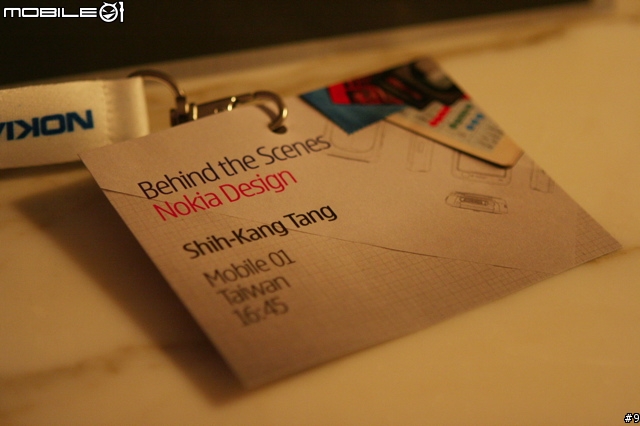 MOBILE01
NOKIA
Behind the Scenes
Nokia Design
Shih-Kang Tang
Mobile 01
Taiwan
16:45
#9